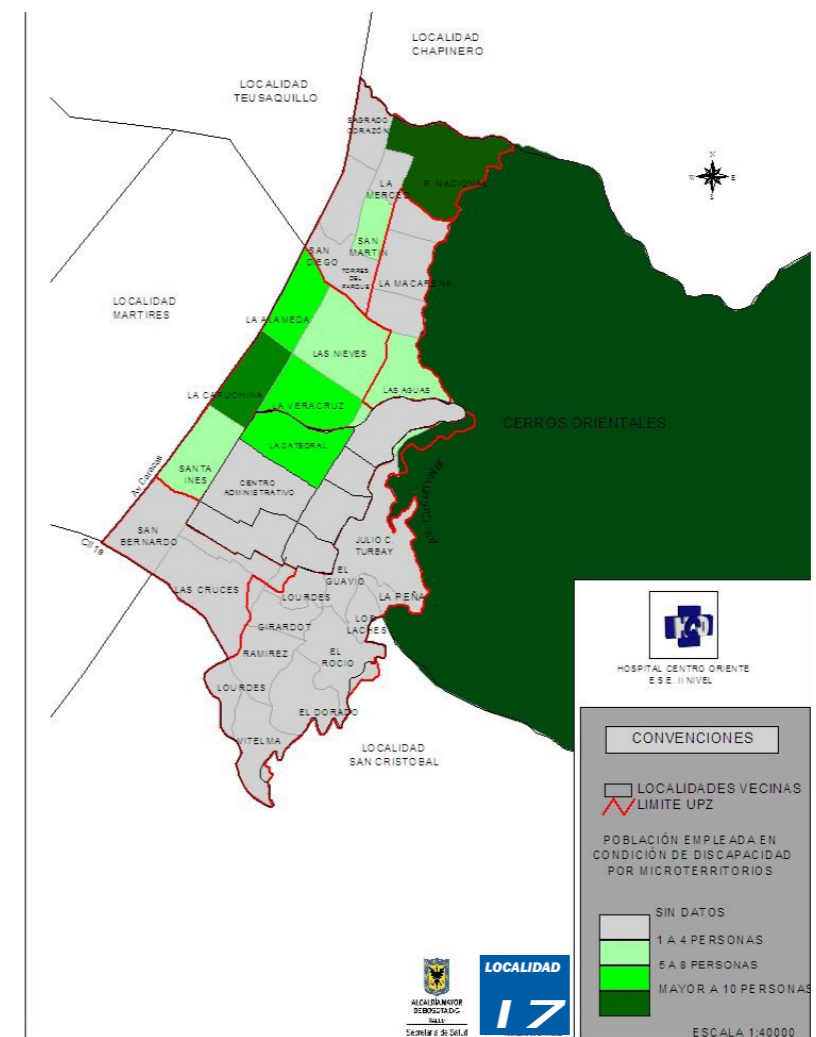 LOCALIDAD
CHAPINERO
LOCALIDAD
TEUSAQUILLO
SAGRADO
CORAZÓN
N
W
E
S
LA
MERCED
P. NACIONAL
SAN
MARTIN
SAN
DIEGO
TORRES
DEL
PARQUE
LA MACARENA
LOCALIDAD
MARTIRES
LA ALAMEDA
LAS NIEVES
LA CAPUCHINA
LAS AGUAS
LA VERACRUZ
CERROS ORIENTALES
LA CATEDRAL
SANTA
INES
CENTRO
ADMINISTRATIVO
Av Caracas
Av. Circunvalar
SAN
BERNARDO
Cll 1a
JULIO C.
TURBAY
EL
GUAVIO
LAS CRUCES
LOURDES
LA PEÑA
LOS
LACHES
GIRARDOT
RAMIREZ
EL
ROCIO
LOURDES
EL DORADO
VITELMA
LOCALIDAD
SAN CRISTOBAL
HOSPITAL CENTRO ORIENTE
E.S.E. II NIVEL
CONVENCIONES
LOCALIDADES VECINAS
LIMITE UPZ
POBLACIÓN EMPLEADA EN
CONDICIÓN DE DISCAPACIDAD
POR MICROTERRITORIOS
SIN DATOS
1 A 4 PERSONAS
5 A 8 PERSONAS
MAYOR A 10 PERSONAS
ESCALA 1:40000
ALCALDIA MAYOR
DE BOGOTA D.C.
Secretaría de Salud
LOCALIDAD
17